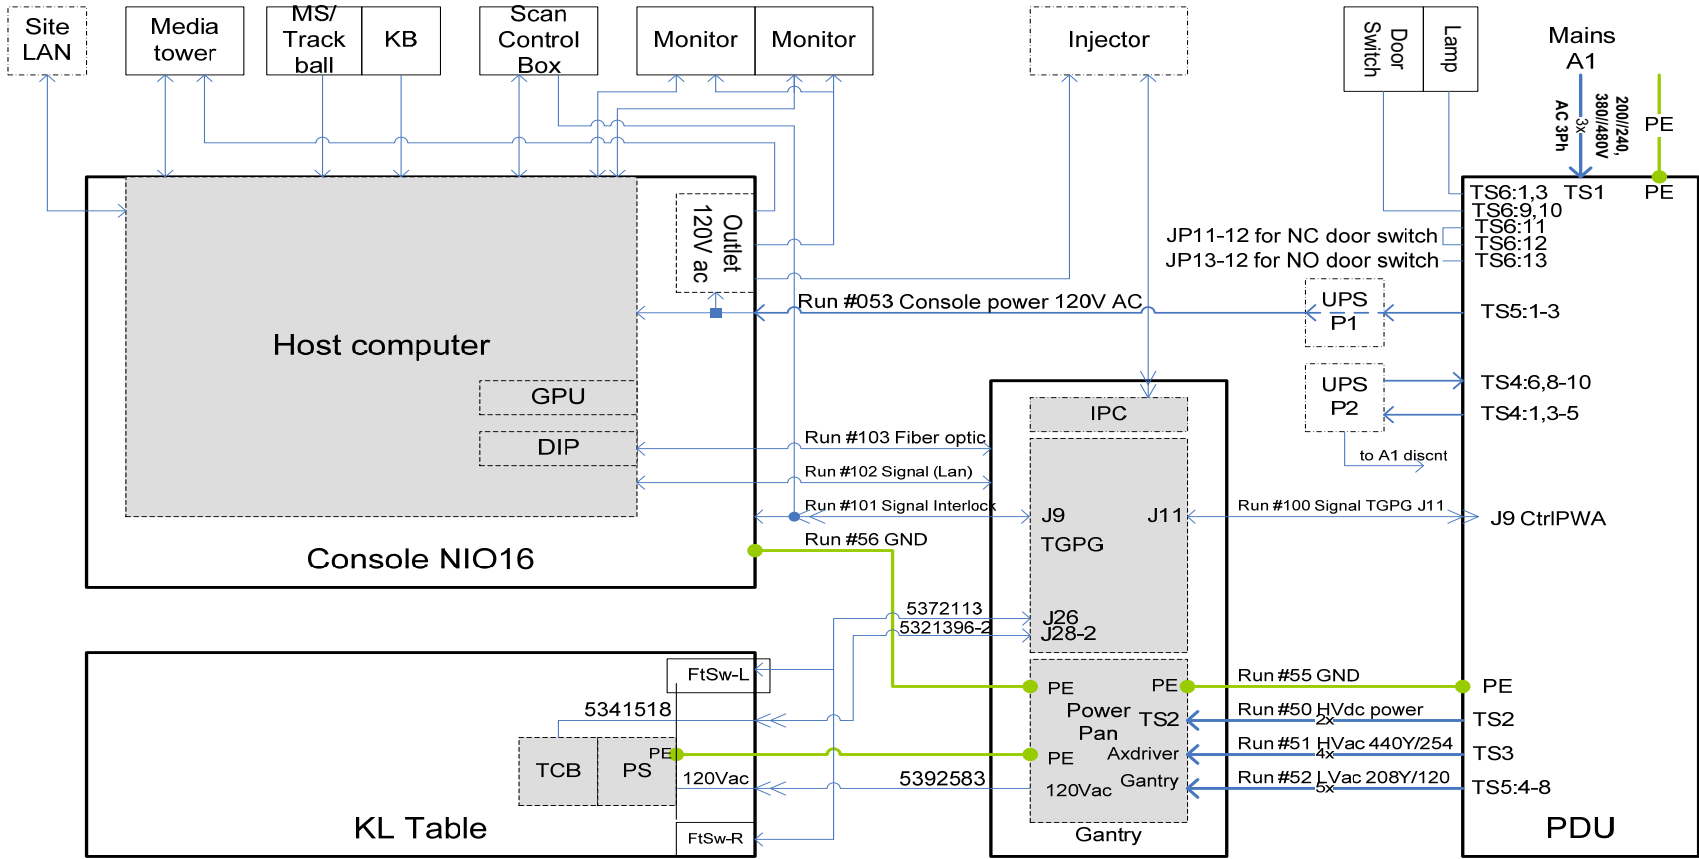 Site
LAN
Media
tower
MS/
Track
ball
KB
Scan
Control
Box
Monitor
Monitor
Injector
Door
Switch
Lamp
Mains
A1
200//240,
380//480V
3x
AC 3Ph
PE
TS6:1,3
TS1
PE
TS6:9,10
TS6:11
TS6:12
TS6:13
JP11-12 for NC door switch
JP13-12 for NO door switch
Outlet
120V ac
Run #053 Console power 120V AC
UPS
P1
TS5:1-3
Host computer
GPU
DIP
UPS
P2
TS4:6,8-10
TS4:1,3-5
to A1 discnt
IPC
Run #103 Fiber optic
Run #102 Signal (Lan)
Run #101 Signal Interlock
J9
TGPG
J11
Run #100 Signal TGPG J11
J9 CtrlPWA
Run #56 GND
Console NIO16
5372113
5321396-2
J26
J28-2
FtSw-L
5341518
TCB
PS
PE
120Vac
5392583
FtSw-R
KL Table
PE
PE
Power
Pan
TS2
PE
Axdriver
120Vac
Gantry
Gantry
Run #55 GND
PE
Run #50 HVdc power
2x
TS2
Run #51 HVac 440Y/254
4x
TS3
Run #52 LVac 208Y/120
5x
TS5:4-8
PDU